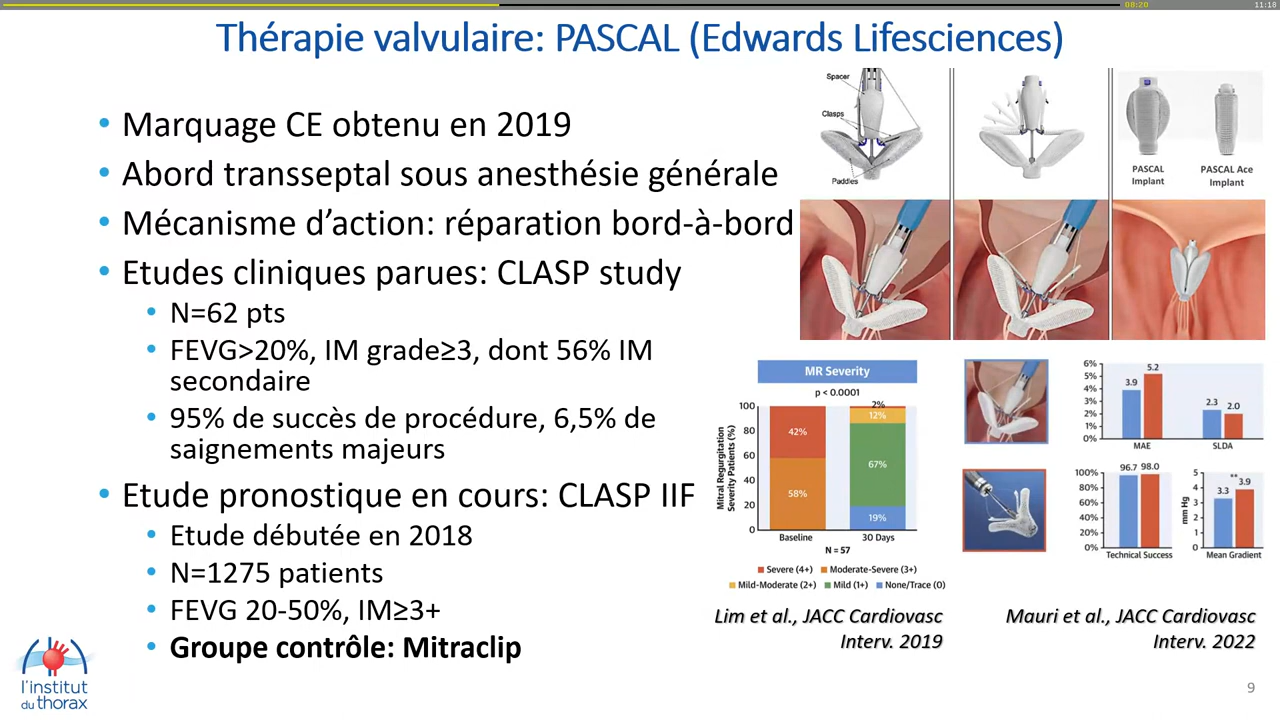 08:20
11:18
Thérapie valvulaire: PASCAL (Edwards Lifesciences)
• Marquage CE obtenu en 2019
• Abord transseptal sous anesthésie générale
• Mécanisme d'action: réparation bord-à-bord
• Etudes cliniques parues: CLASP study
• N=62 pts
• FEVG>20%, IM grade≥3, dont 56% IM
secondaire
• 95% de succès de procédure, 6,5% de
saignements majeurs
• Etude pronostique en cours: CLASP IIF
• Etude débutée en 2018
• N=1275 patients
• FEVG 20-50%, IM≥3+
• Groupe contrôle: Mitraclip
Spacer
Clasps
Paddles
PASCAL
Implant
PASCAL Ace
Implant
MR Severity
p < 0.0001
Mitral Regurgitation
Severity Patients (%)
100
80
60
40
20
0
42%
58%
2%
12%
67%
19%
Baseline
30 Days
N = 57
Severe (4+)
Moderate-Severe (3+)
Mild-Moderate (2+)
Mild (1+)
None/Trace (0)
Lim et al., JACC Cardiovasc
Interv. 2019
6%
5%
4%
3%
2%
1%
0%
3.9
5.2
2.3
2.0
MAE
SLDA
100%
80%
60%
40%
20%
0%
96.7
98.0
Technical Success
mm Hg
5
4
3
2
1
0
3.3
**
3.9
Mean Gradient
Mauri et al., JACC Cardiovasc
Interv. 2022
l'institut
du thorax
9